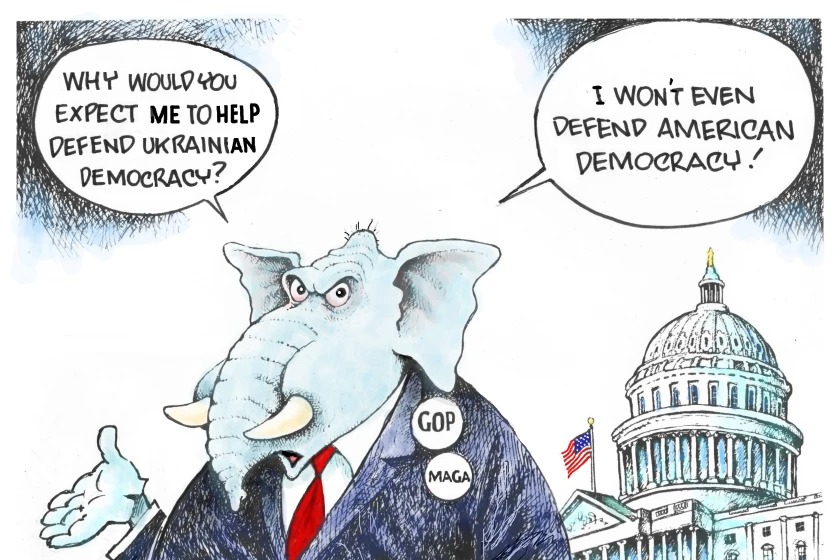 WHY WOULD YOU
EXPECT ME TO HELP
DEFEND UKRAINIAN
DEMOCRACY?
I WON'T EVEN
DEFEND AMERICAN
DEMOCRACY!
GOP
MAGA